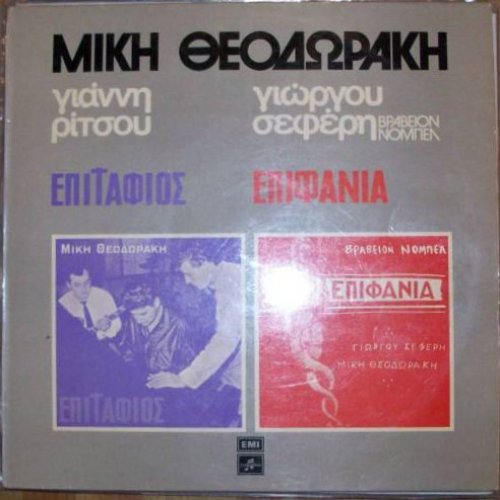 ΜΙΚΗ ΘΕΟΔΩΡΑΚΗ
γιάννη
ρίτσου
γιώργου
σεφέρη ΒΡΑΒΕΙΟΝ
ΝΟΜΠΕΛ
ΕΠΙΤΑΦΙΟΣ
ΕΠΙΦΑΝΙΑ
ΜΙΚΗ ΘΕΟΔΩΡΑΚΗ
ΕΠΙΤΑΦΙΟΣ
ΒΡΑΒΕΙΟΝ ΝΟΜΠΕΛ
ΕΠΙΦΑΝΙΑ
ΓΙΩΡΓΟΥ ΣΕΦΕΡΗ
ΜΙΚΗ ΘΕΟΔΩΡΑΚΗ
EMI